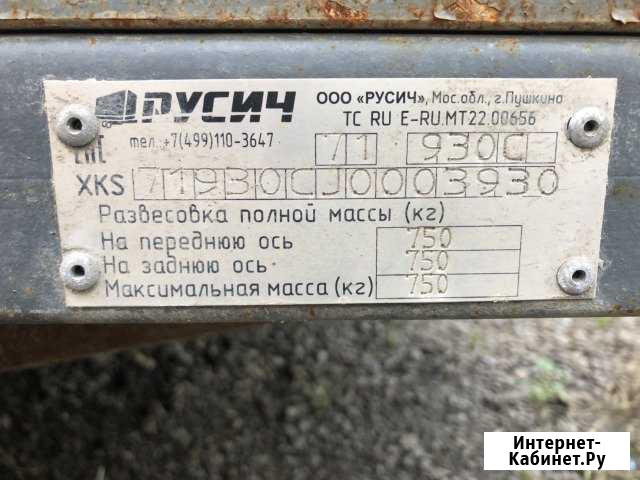 РУСИЧ
ООО «РУСИЧ», Мос.обл., г.Пушкино
ТС RU E-RU.МТ22.00656
ЕАС тел.:+7(499)110-3647 71 930C
XKS 71930CJ0003930
Развесовка полной массы (кг)
На переднюю ось 750
На заднюю ось 750
Максимальная масса (кг) 750
Интернет-
Кабинет.Ру